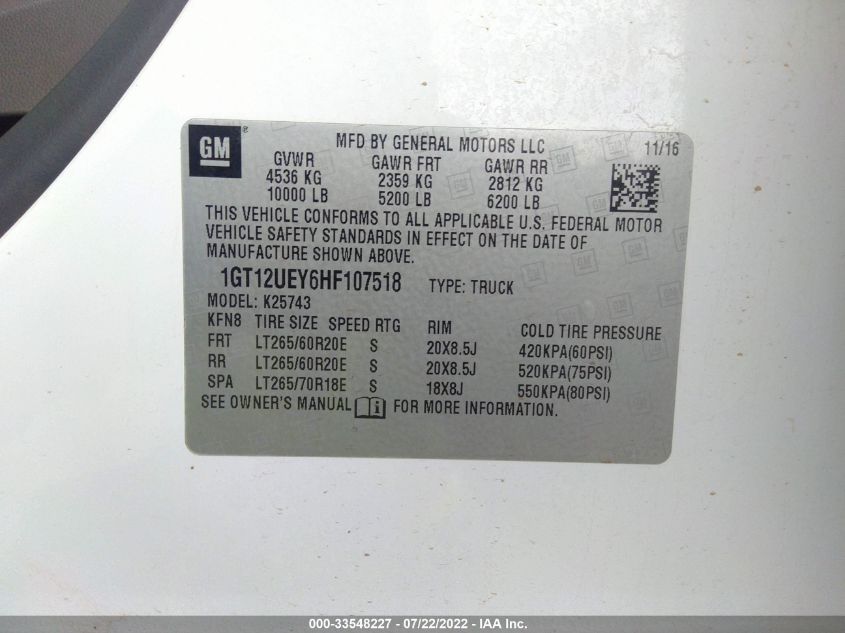 GM®
MFD BY GENERAL MOTORS LLC 11/16
GVWR GAWR FRT GAWR RR
4536 KG 2359 KG 2812 KG
10000 LB 5200 LB 6200 LB
THIS VEHICLE CONFORMS TO ALL APPLICABLE U.S. FEDERAL MOTOR
VEHICLE SAFETY STANDARDS IN EFFECT ON THE DATE OF
MANUFACTURE SHOWN ABOVE.
1GT12UEY6HF107518 TYPE: TRUCK
MODEL: K25743
KFN8 TIRE SIZE SPEED RTG RIM COLD TIRE PRESSURE
FRT LT265/60R20E S 20X8.5J 420KPA(60PSI)
RR LT265/60R20E S 20X8.5J 520KPA(75PSI)
SPA LT265/70R18E S 18X8J 550KPA(80PSI)
SEE OWNER'S MANUAL i FOR MORE INFORMATION.
000-33548227 - 07/22/2022 - IAA Inc.